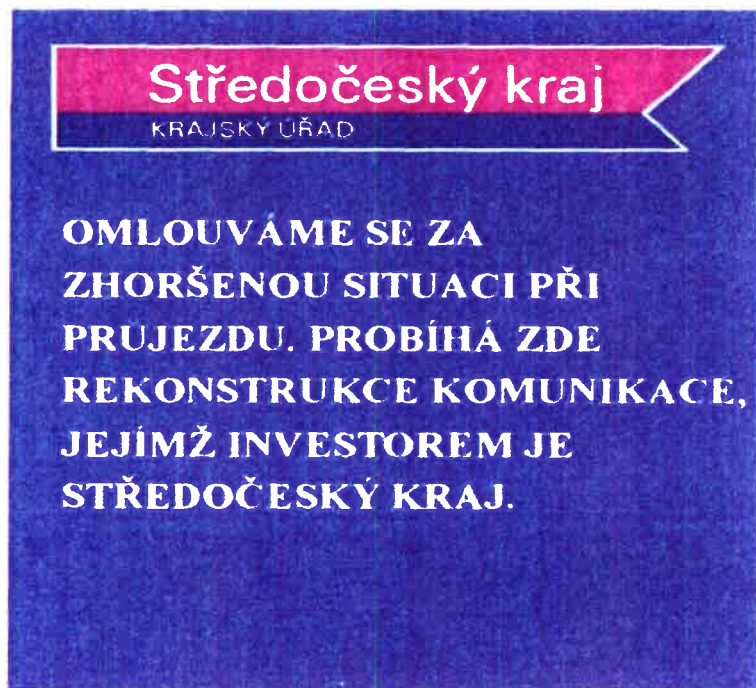 Středočeský kraj
KRAJSKÝ ÚŘAD
OMLOUVÁME SE ZA
ZHORŠENOU SITUACI PŘI
PRUJEZDU. PROBÍHÁ ZDE
REKONSTRUKCE KOMUNIKACE,
JEJÍMŽ INVESTOREM JE
STŘEDOČESKÝ KRAJ.